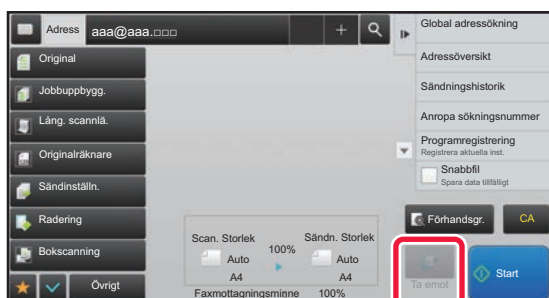 Adress aaa@aaa.□□□
Original
Jobbuppbygg.
Lång. scannlä.
Originalräknare
Sändinställn.
Radering
Bokscanning
Övrigt
Scan. Storlek
Auto
A4
100%
Sändn. Storlek
Auto
A4
Faxmottagningsminne 100%
Global adressökning
Adressöversikt
Sändningshistorik
Anropa sökningsnummer
Programregistrering
Registrera aktuella inst.
Snabbfil
Spara data tillfälligt
Förhandsgr.
CA
Ta emot
Start